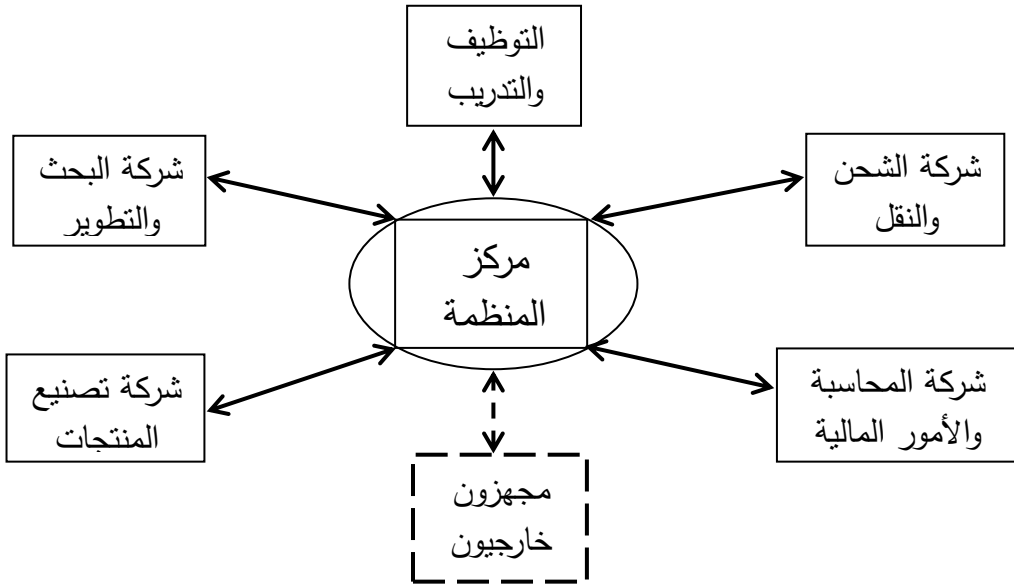 التوظيف
والتدريب
شركة الشحن
والنقل
شركة البحث
والتطوير
مركز
المنظمة
شركة المحاسبة
والأمور المالية
شركة تصنيع
المنتجات
مجهزون
خارجيون